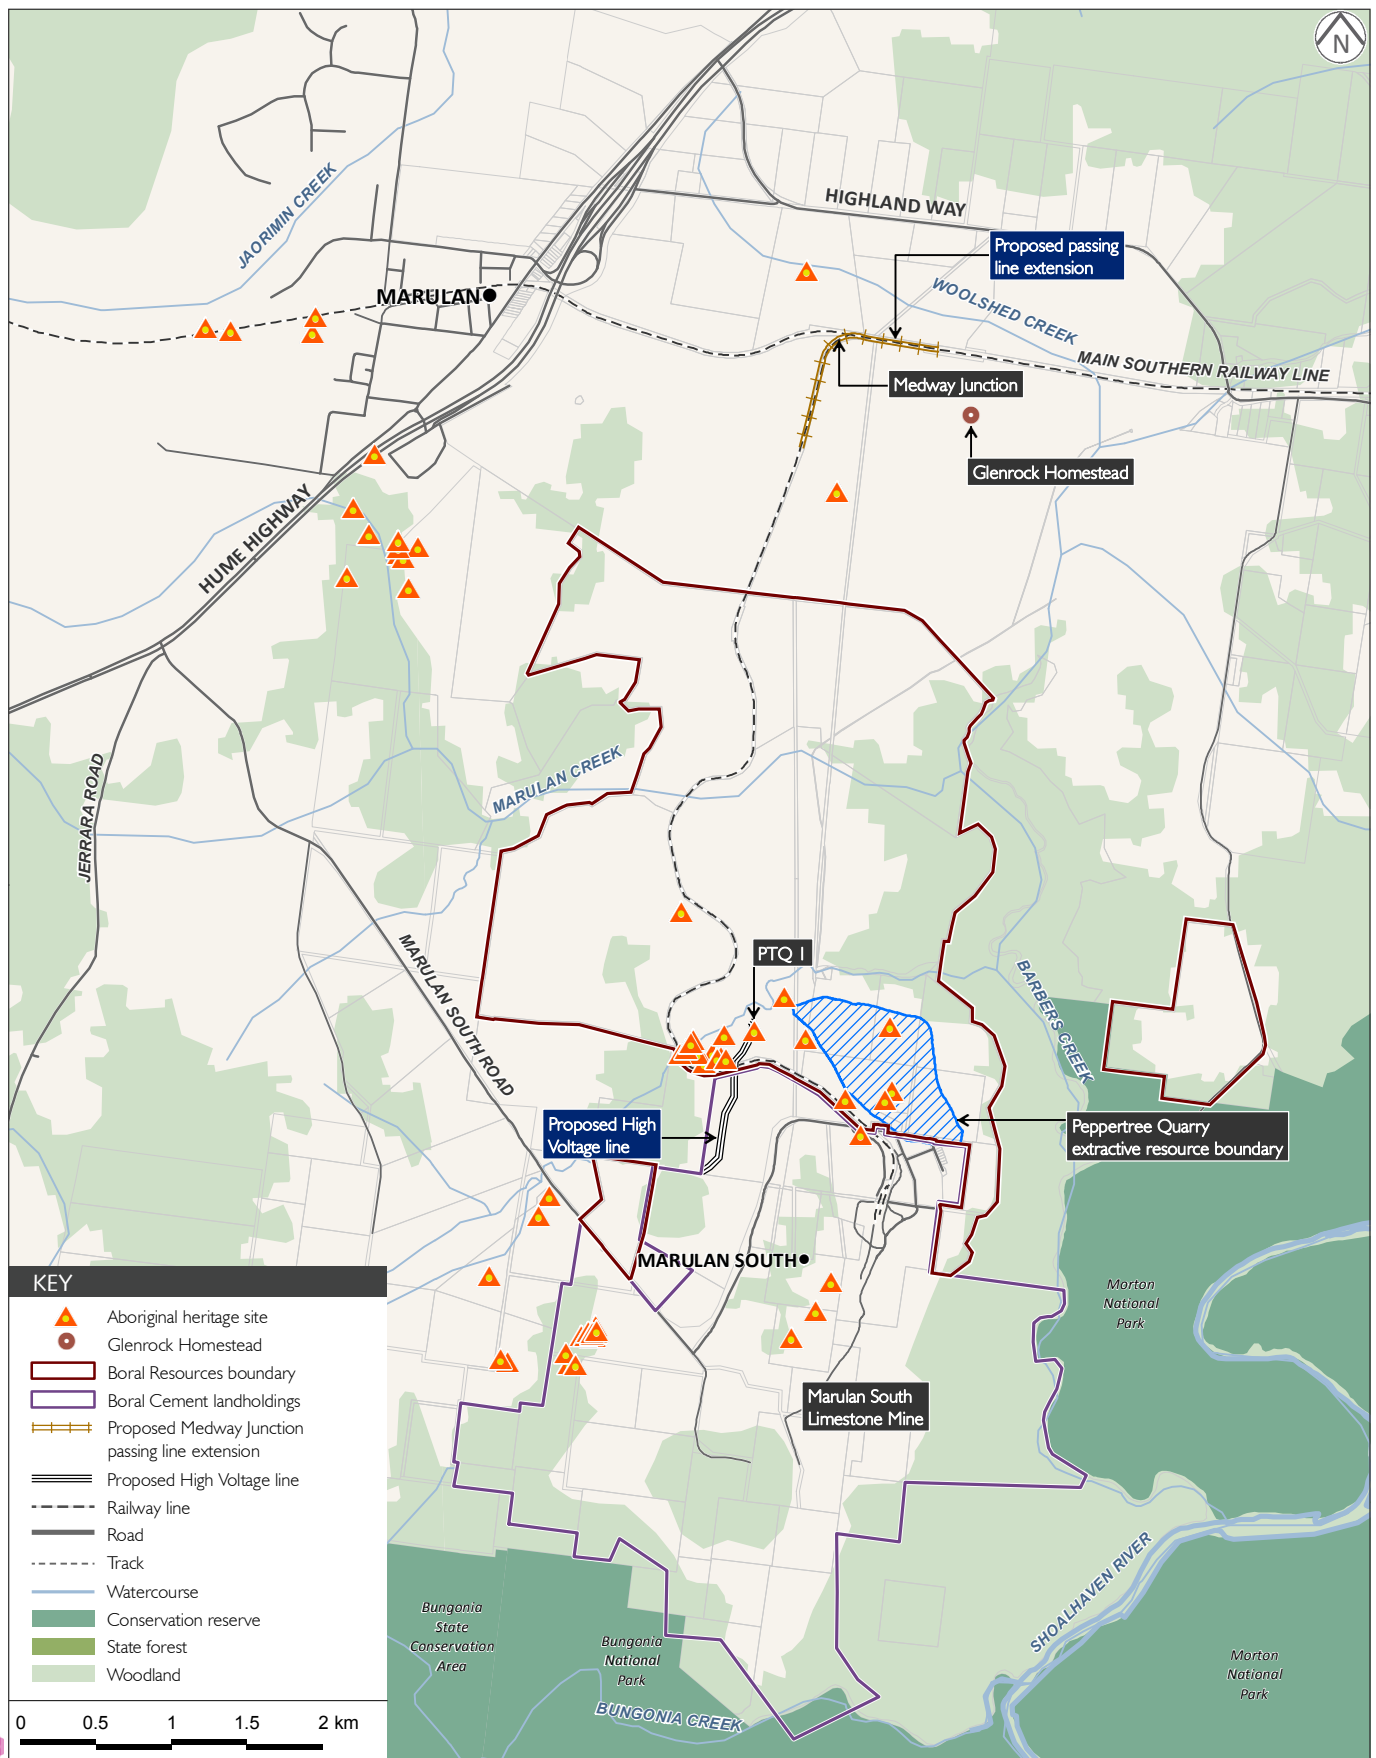 N
HIGHLAND WAY
JAORIMIN CREEK
Proposed passing
line extension
MARULAN
WOOLSHED CREEK
MAIN SOUTHERN RAILWAY LINE
Medway Junction
Glenrock Homestead
HUME HIGHWAY
MARULAN CREEK
JERRARA ROAD
MARULAN SOUTH ROAD
PTQ 1
BARBERS CREEK
Proposed High
Voltage line
Peppertree Quarry
extractive resource boundary
MARULAN SOUTH
Morton
National
Park
Marulan South
Limestone Mine
KEY
Aboriginal heritage site
Glenrock Homestead
Boral Resources boundary
Boral Cement landholdings
Proposed Medway Junction
passing line extension
Proposed High Voltage line
Railway line
Road
Track
Watercourse
Conservation reserve
State forest
Woodland
0 0.5 1 1.5 2 km
Bungonia
State
Conservation
Area
Bungonia
National
Park
SHOALHAVEN RIVER
Morton
National
Park
BUNGONIA CREEK